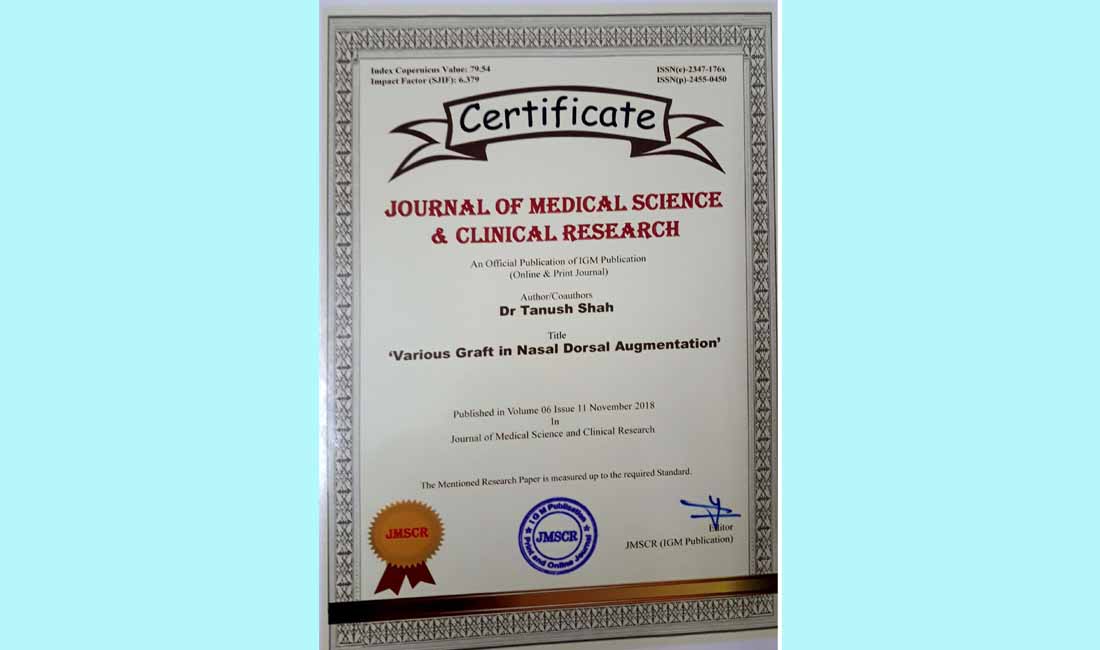 Index Copernicus Value: 79.54
Impact Factor (SJIF): 6.379
ISSN(e)-2347-176x
ISSN(p)-2455-0450
Certificate
JOURNAL OF MEDICAL SCIENCE
& CLINICAL RESEARCH
An Official Publication of IGM Publication
(Online & Print Journal)
Author/Coauthors
Dr Tanush Shah
Title
‘Various Graft in Nasal Dorsal Augmentation’
Published in Volume 06 Issue 11 November 2018
In
Journal of Medical Science and Clinical Research
The Mentioned Research Paper is measured up to the required Standard.
JMSCR
I G M Publication
JMSCR
Print and Online Journal
Editor
JMSCR (IGM Publication)